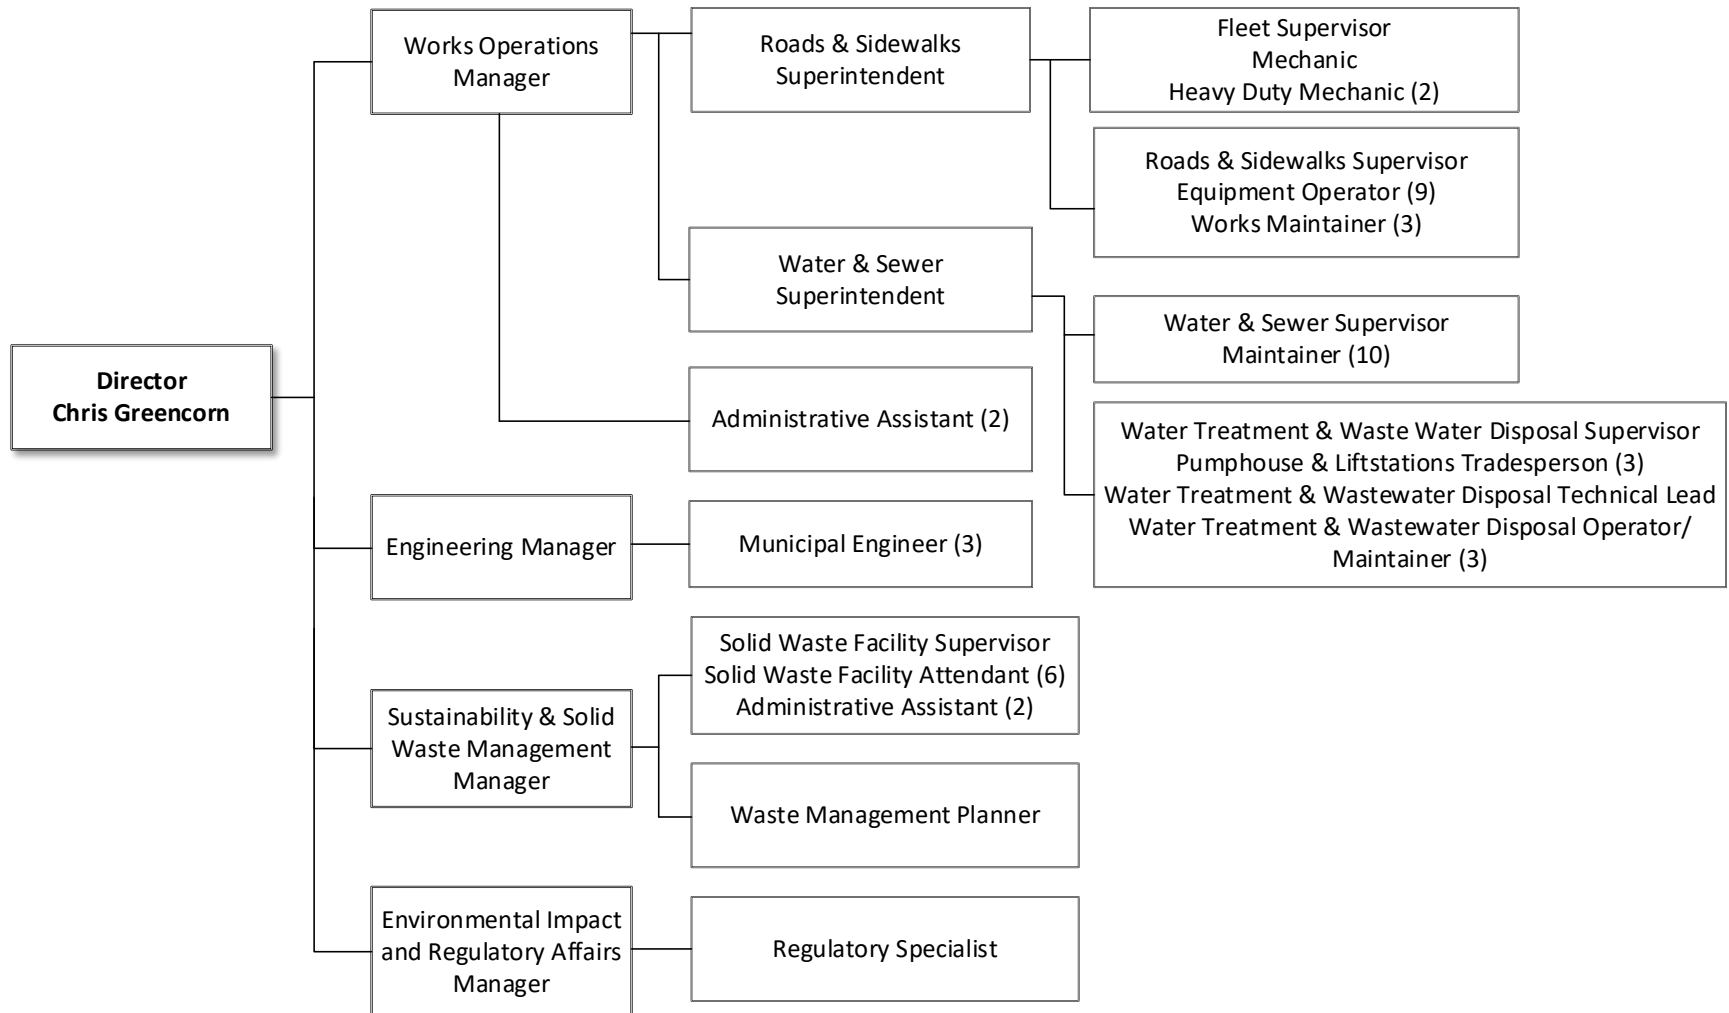 Works Operations
Manager
Roads & Sidewalks
Superintendent
Fleet Supervisor
Mechanic
Heavy Duty Mechanic (2)
Roads & Sidewalks Supervisor
Equipment Operator (9)
Works Maintainer (3)
Water & Sewer
Superintendent
Water & Sewer Supervisor
Maintainer (10)
Director
Chris Greencorn
Administrative Assistant (2)
Water Treatment & Waste Water Disposal Supervisor
Pumphouse & Liftstations Tradesperson (3)
Water Treatment & Wastewater Disposal Technical Lead
Water Treatment & Wastewater Disposal Operator/
Maintainer (3)
Engineering Manager
Municipal Engineer (3)
Sustainability & Solid
Waste Management
Manager
Solid Waste Facility Supervisor
Solid Waste Facility Attendant (6)
Administrative Assistant (2)
Waste Management Planner
Environmental Impact
and Regulatory Affairs
Manager
Regulatory Specialist